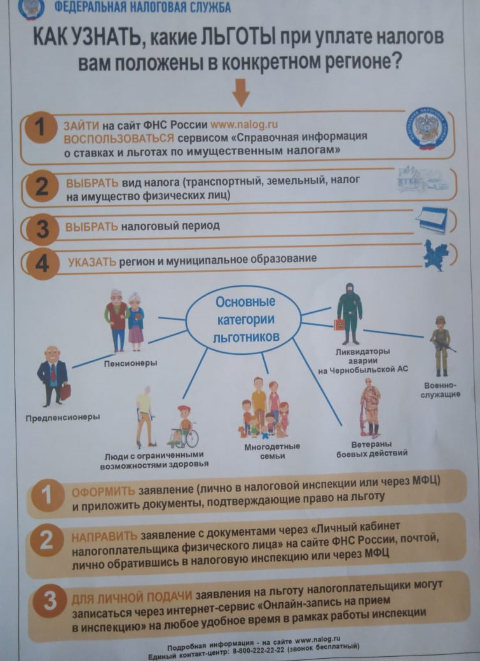 ФЕДЕРАЛЬНАЯ НАЛОГОВАЯ СЛУЖБА
КАК УЗНАТЬ, какие ЛЬГОТЫ при уплате налогов
вам положены в конкретном регионе?
1 ЗАЙТИ на сайт ФНС России www.nalog.ru
ВОСПОЛЬЗОВАТЬСЯ сервисом «Справочная информация
о ставках и льготах по имущественным налогам»
2 ВЫБРАТЬ вид налога (транспортный, земельный, налог
на имущество физических лиц)
3 ВЫБРАТЬ налоговый период
4 УКАЗАТЬ регион и муниципальное образование
Основные
категории
льготников
Пенсионеры
Ликвидаторы
аварии
на Чернобыльской АС
Военно-
служащие
Предпенсионеры
Люди с ограниченными
возможностями здоровья
Многодетные
семьи
Ветераны
боевых действий
1 ОФОРМИТЬ заявление (лично в налоговой инспекции или через МФЦ)
и приложить документы, подтверждающие право на льготу
2 НАПРАВИТЬ заявление с документами через «Личный кабинет
налогоплательщика физического лица» на сайте ФНС России, почтой,
лично обратившись в налоговую инспекцию или через МФЦ
3 ДЛЯ ЛИЧНОЙ ПОДАЧИ заявления на льготу налогоплательщики могут
записаться через интернет-сервис «Онлайн-запись на прием
в инспекцию» на любое удобное время в рамках работы инспекции
Подробная информация - на сайте www.nalog.ru
Единый контакт-центр: 8-800-222-22-22 (звонок бесплатный)